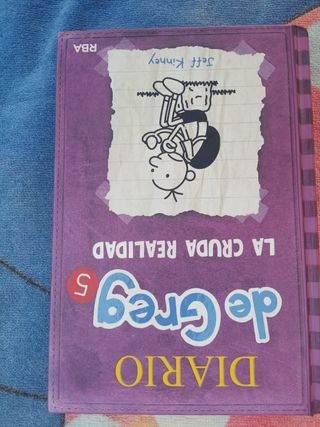 DIARIO
de Greg
5
LA CRUDA REALIDAD
Jeff Kinney
RBA